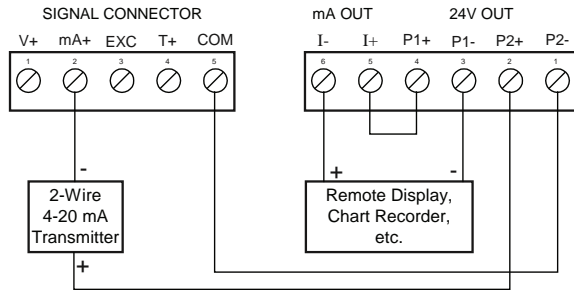 SIGNAL CONNECTOR
mA OUT 24V OUT
V+ mA+ EXC T+ COM
I- I+ P1+ P1- P2+ P2-
1 2 3 4 5
6 5 4 3 2 1
- + -
2-Wire
4-20 mA
Transmitter
Remote Display,
Chart Recorder,
etc.
+